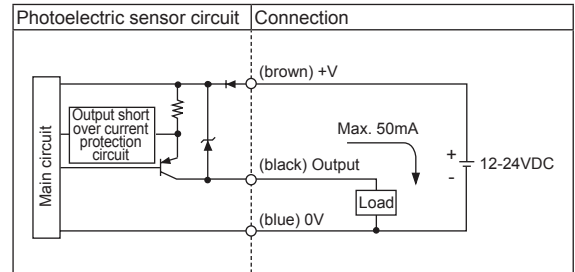 Photoelectric sensor circuit
Connection
(brown) +V
Output short
over current
protection
circuit
Main circuit
Max. 50mA
+
-
12-24VDC
(black) Output
Load
(blue) 0V